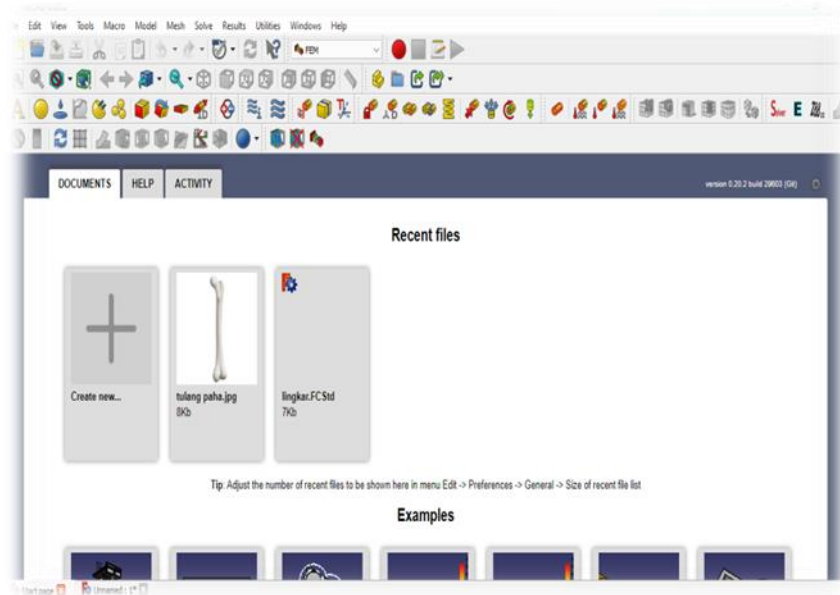 Edit View Tools Macro Model Mesh Solve Results Utilities Windows Help
FEM
Solver E
DOCUMENTS HELP ACTIVITY version 0.20.2 build 29603 (Git)
Recent files
Create new... tulang paha.jpg lingkar.FCStd
8Kb 7Kb
Tip: Adjust the number of recent files to be shown here in menu Edit -> Preferences -> General -> Size of recent file list
Examples
Start page Unnamed : 1*